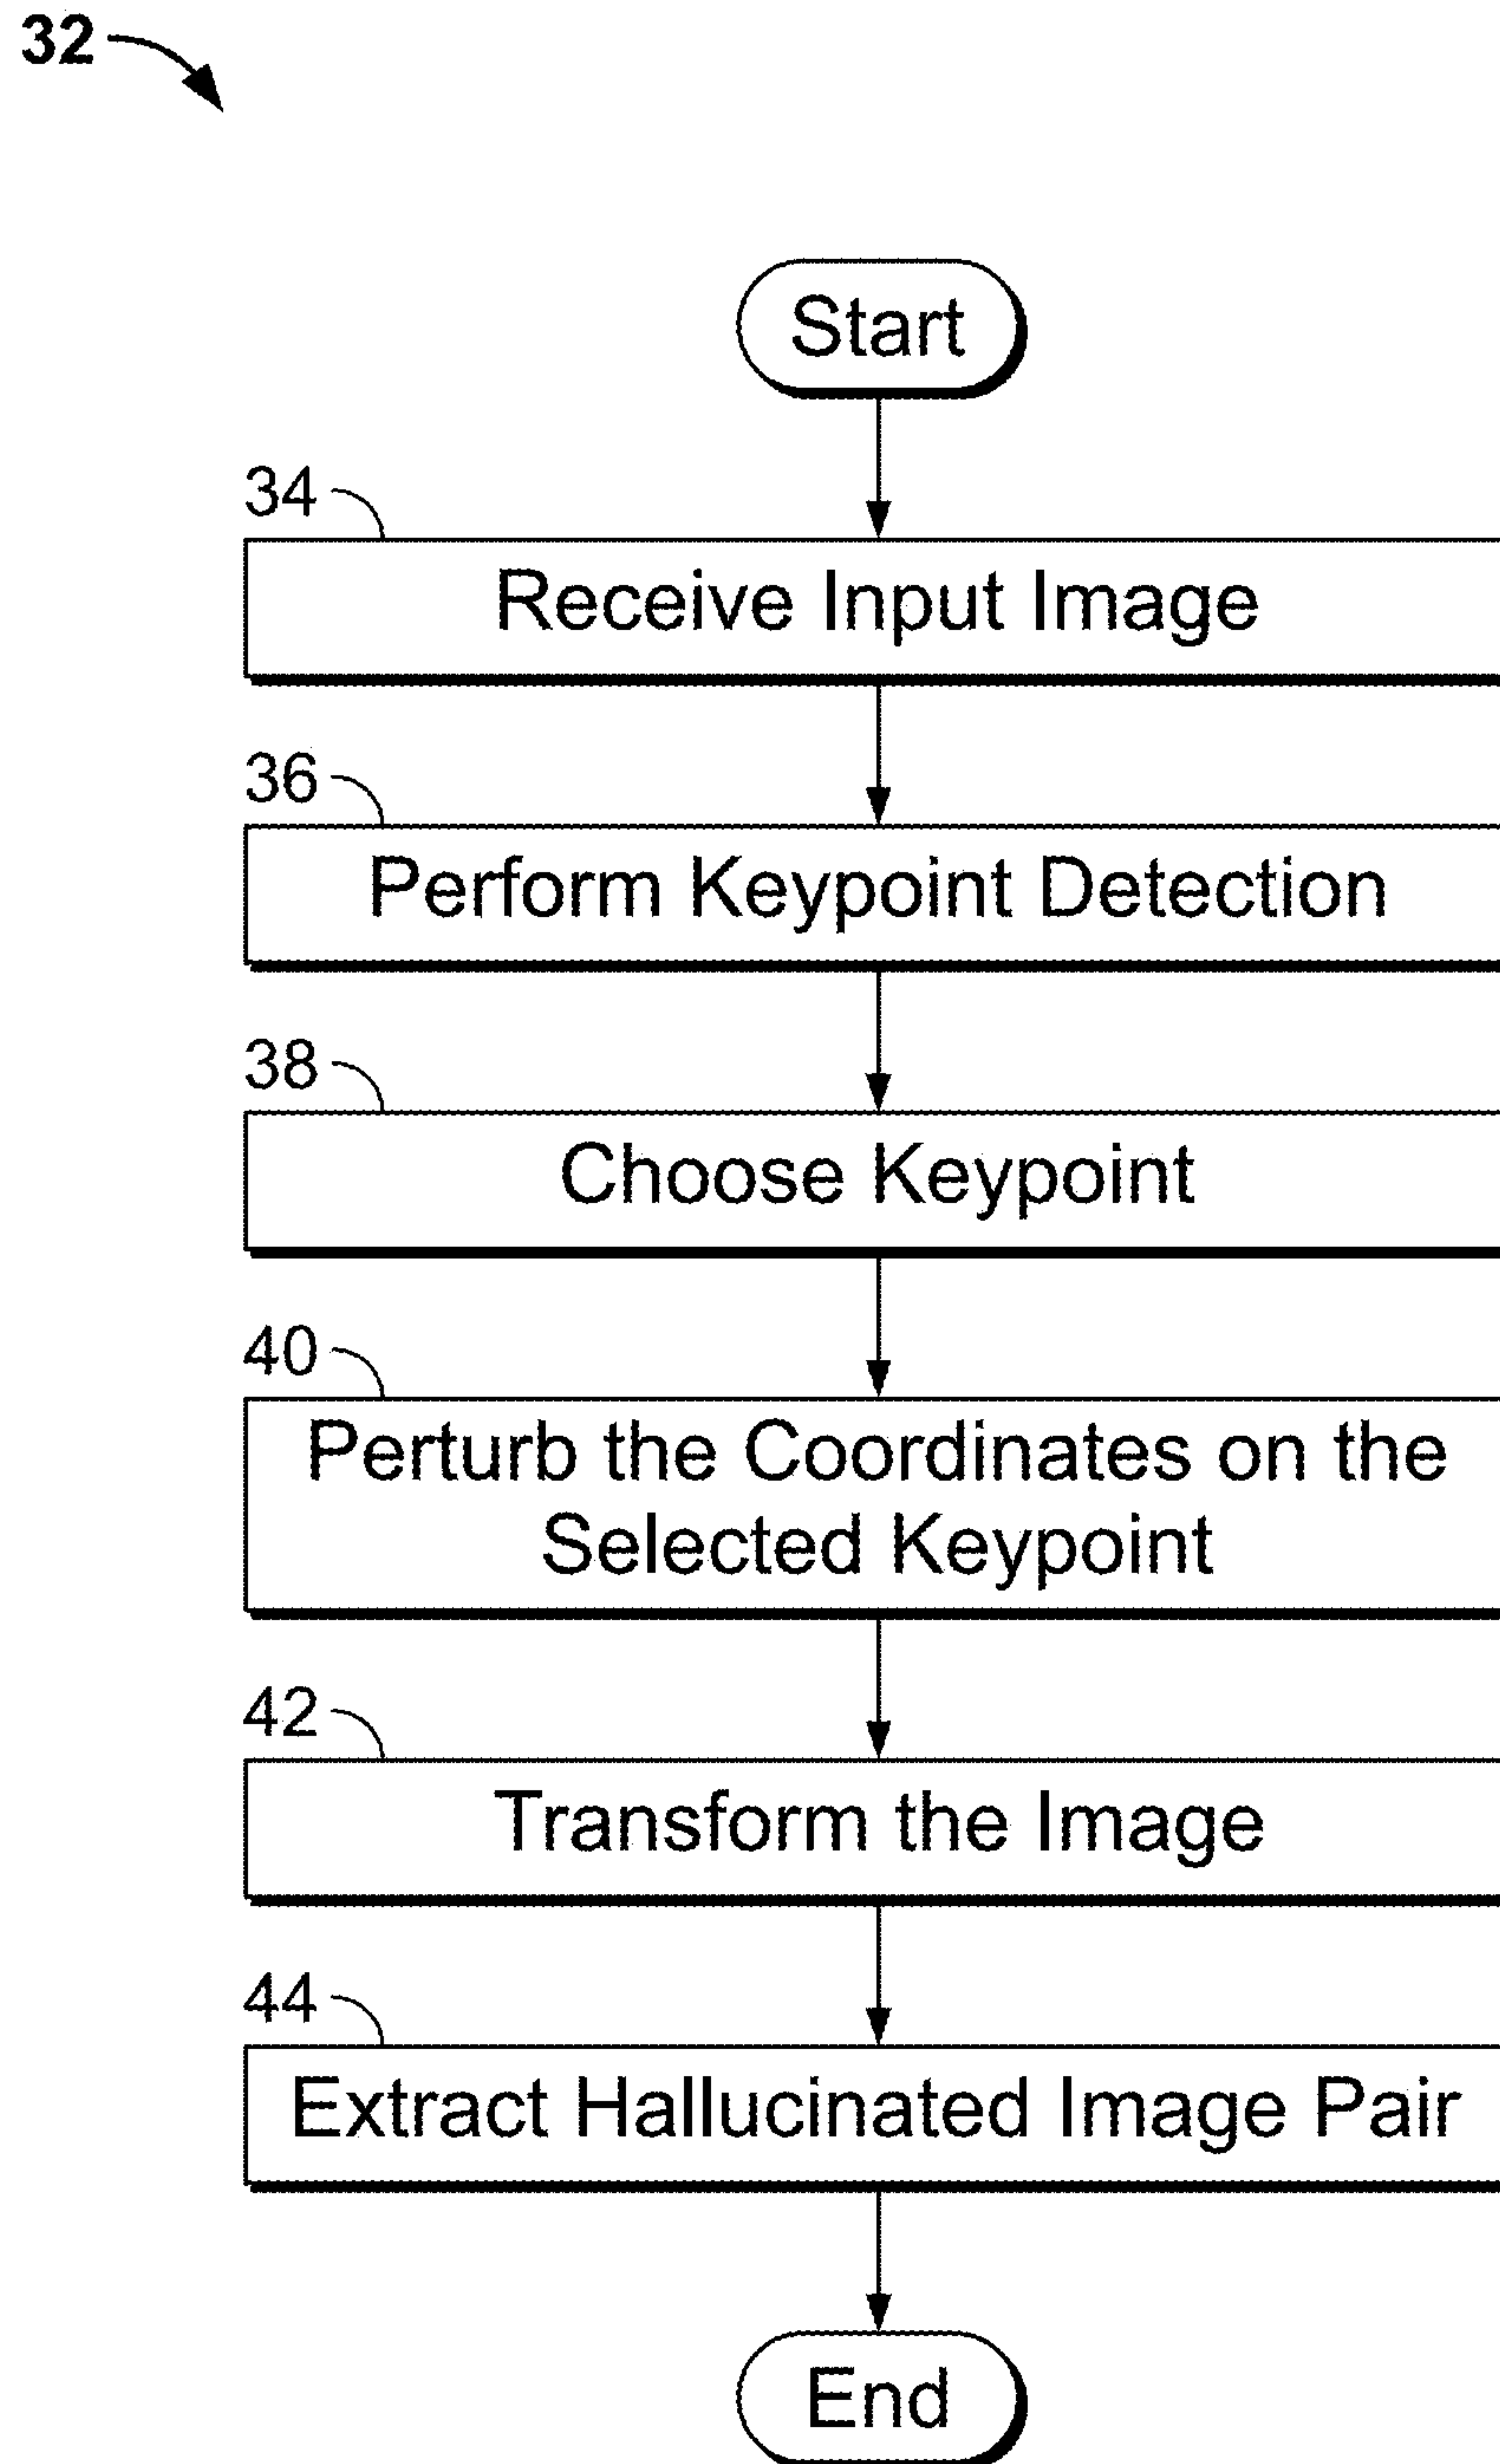 32
Start
34
Receive Input Image
36
Perform Keypoint Detection
38
Choose Keypoint
40
Perturb the Coordinates on the
Selected Keypoint
42
Transform the Image
44
Extract Hallucinated Image Pair
End